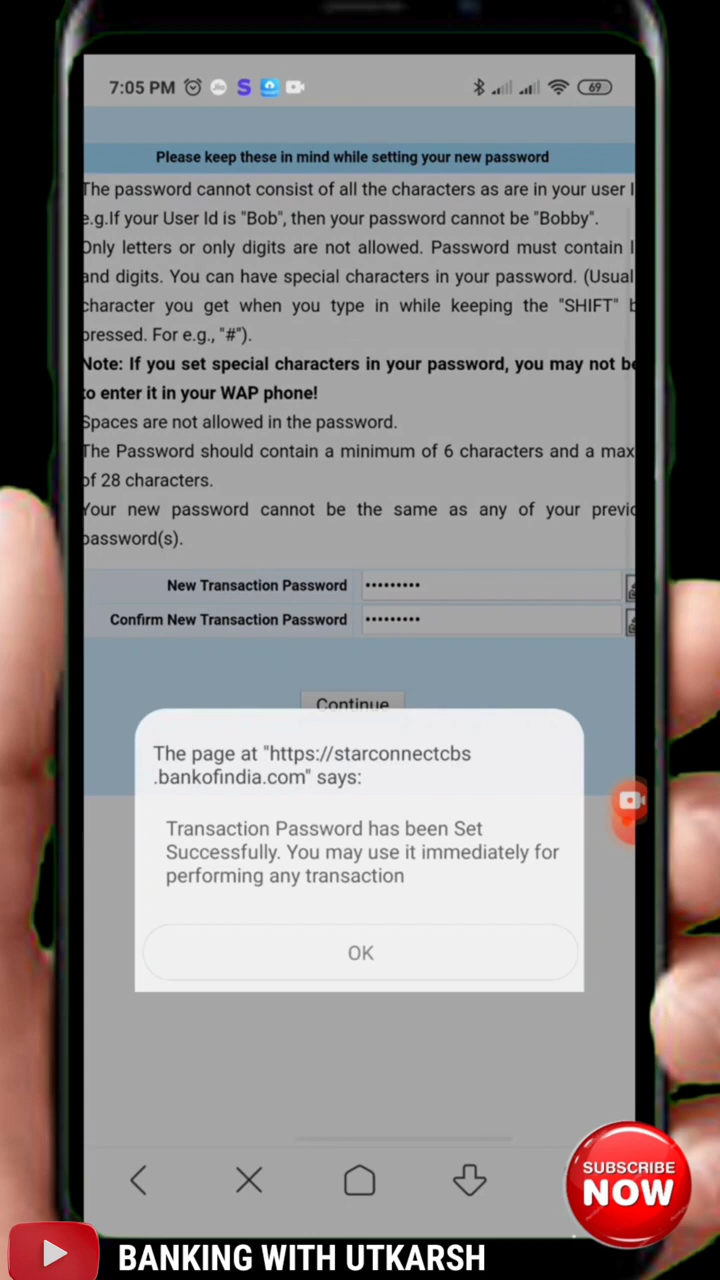 7:05 PM
69
Please keep these in mind while setting your new password
The password cannot consist of all the characters as are in your user
e.g.If your User Id is "Bob", then your password cannot be "Bobby".
Only letters or only digits are not allowed. Password must contain
and digits. You can have special characters in your password. (Usual
character you get when you type in while keeping the "SHIFT"
pressed. For e.g., "#").
Note: If you set special characters in your password, you may not be
to enter it in your WAP phone!
Spaces are not allowed in the password.
The Password should contain a minimum of 6 characters and a max
of 28 characters.
Your new password cannot be the same as any of your previo
password(s).
New Transaction Password •••••••••
Confirm New Transaction Password •••••••••
Continue
The page at "https://starconnectcbs
.bankofindia.com" says:
Transaction Password has been Set
Successfully. You may use it immediately for
performing any transaction
OK
SUBSCRIBE
NOW
BANKING WITH UTKARSH